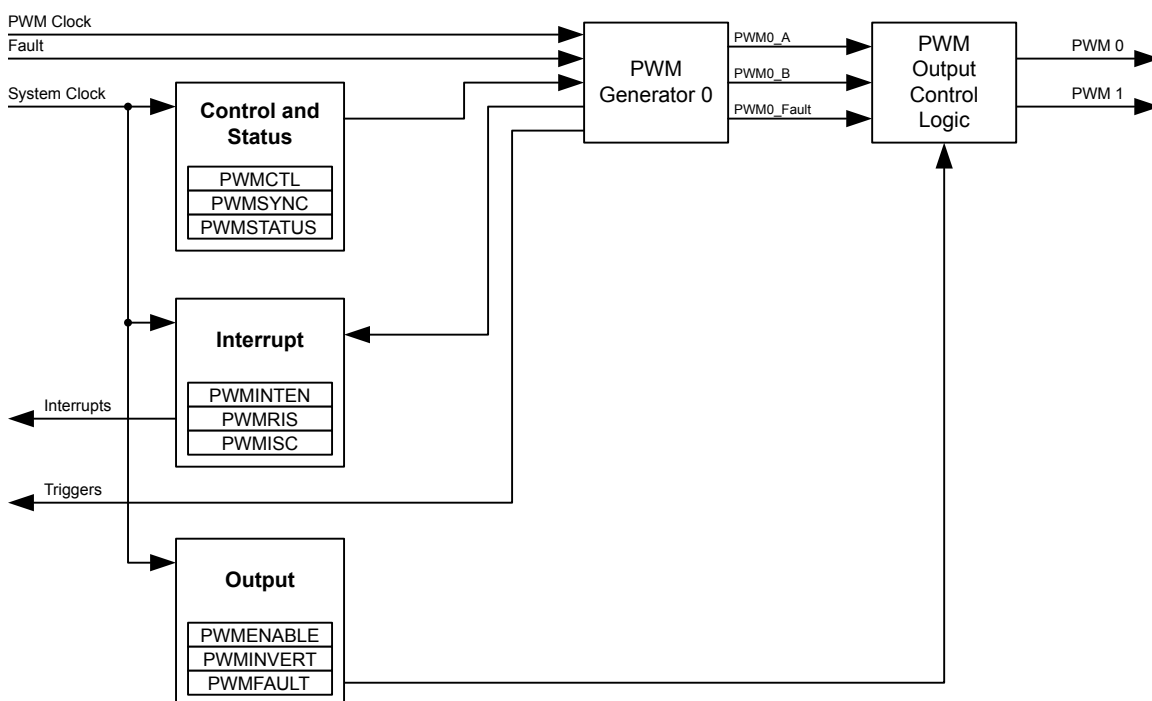 PWM Clock
Fault
System Clock
Control and
Status
PWMCTL
PWMSYNC
PWMSTATUS
PWM
Generator 0
PWM0_A
PWM0_B
PWM0_Fault
PWM
Output
Control
Logic
PWM 0
PWM 1
Interrupt
PWMINTEN
PWMRIS
PWMISC
Interrupts
Triggers
Output
PWMENABLE
PWMINVERT
PWMFAULT